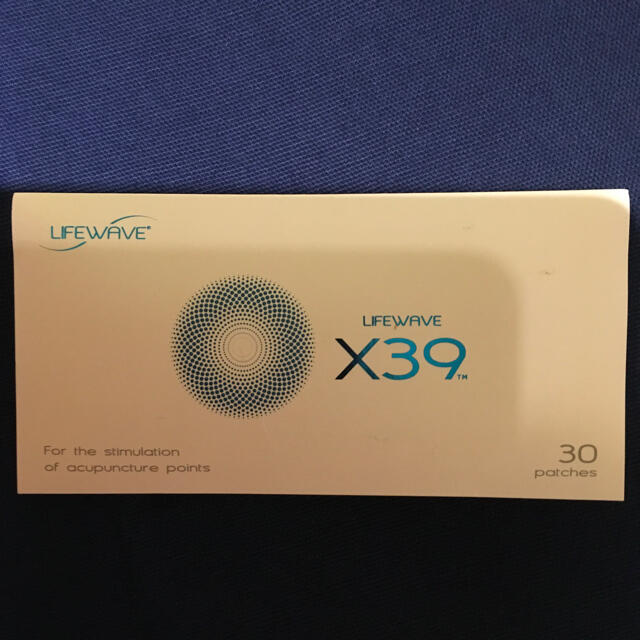 LIFEWAVE®
LIFEWAVE
X39™
For the stimulation
of acupuncture points
30
patches